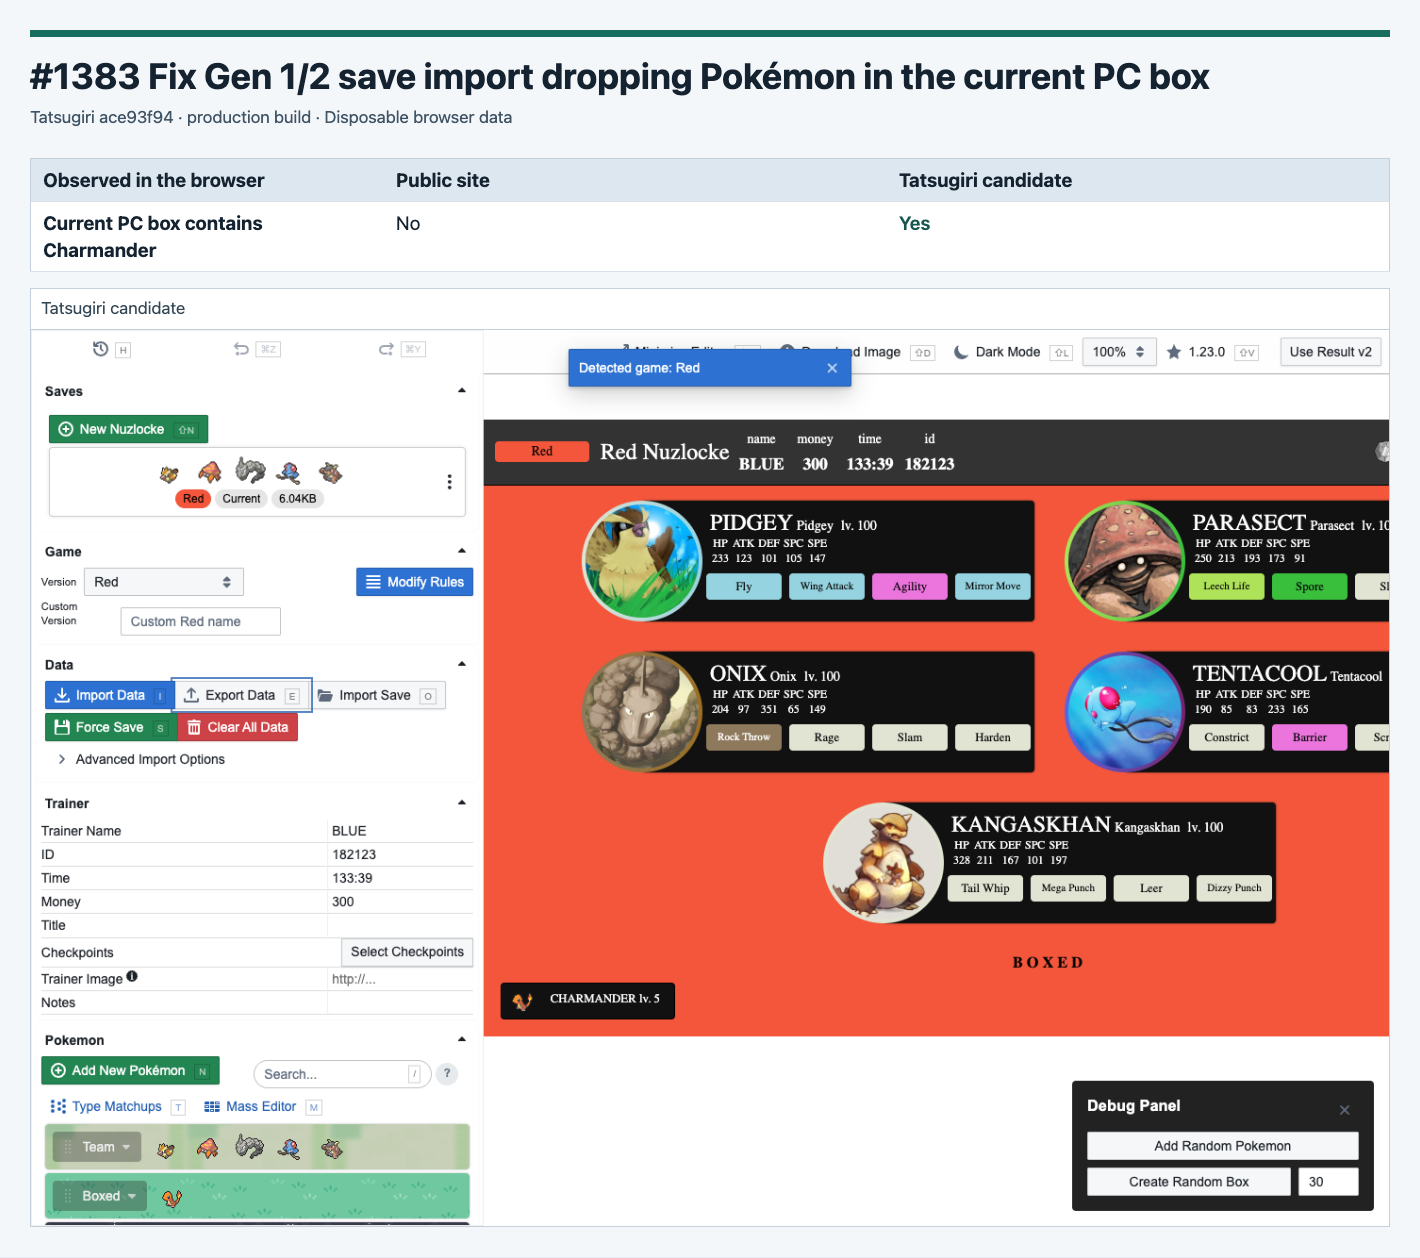 #1383 Fix Gen 1/2 save import dropping Pokémon in the current PC box
Tatsugiri ace93f94 · production build · Disposable browser data
Observed in the browser Public site Tatsugiri candidate
Current PC box contains Charmander No Yes
Tatsugiri candidate
H ⌘Z ⌘Y
Download Image ⇧D Dark Mode ⇧L 100% 1.23.0 ⇧V Use Result v2
Detected game: Red
Saves
New Nuzlocke ⇧N
Red Current 6.04KB
Game
Version Red Modify Rules
Custom Version Custom Red name
Data
Import Data I Export Data E Import Save O
Force Save S Clear All Data
Advanced Import Options
Trainer
Trainer Name BLUE
ID 182123
Time 133:39
Money 300
Title
Checkpoints Select Checkpoints
Trainer Image http://...
Notes
Pokemon
Add New Pokémon N Search... / ?
Type Matchups T Mass Editor M
Team
Boxed
Red Red Nuzlocke
name money time id
BLUE 300 133:39 182123
PIDGEY Pidgey lv. 100
HP ATK DEF SPC SPE
233 123 101 105 147
Fly Wing Attack Agility Mirror Move
PARASECT Parasect lv. 10
HP ATK DEF SPC SPE
250 213 193 173 91
Leech Life Spore Sl
ONIX Onix lv. 100
HP ATK DEF SPC SPE
204 97 351 65 149
Rock Throw Rage Slam Harden
TENTACOOL Tentacool
HP ATK DEF SPC SPE
190 85 83 233 165
Constrict Barrier Scr
KANGASKHAN Kangaskhan lv. 100
HP ATK DEF SPC SPE
328 211 167 101 197
Tail Whip Mega Punch Leer Dizzy Punch
BOXED
CHARMANDER lv. 5
Debug Panel
Add Random Pokemon
Create Random Box 30